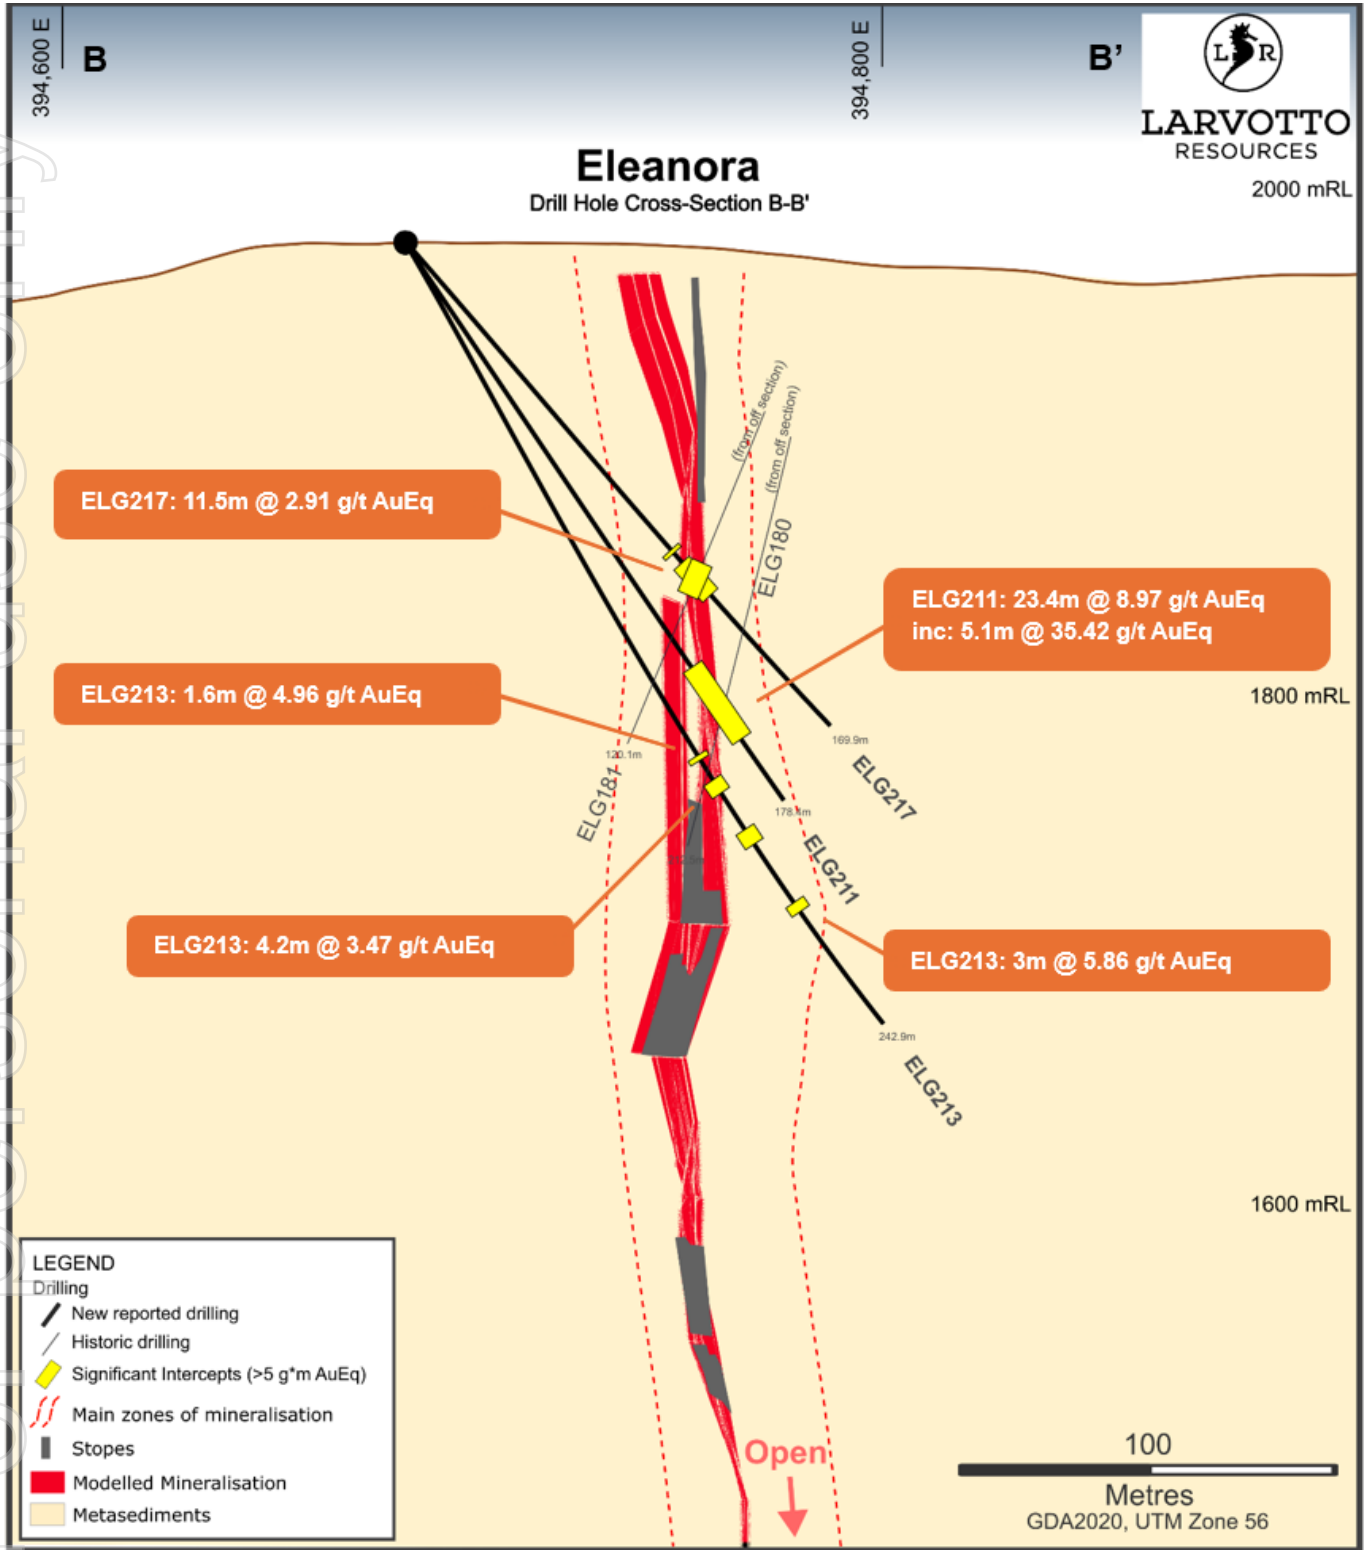 394,600 E
B
394,800 E
B'
L R
LARVOTTO
RESOURCES
Eleanora
Drill Hole Cross-Section B-B'
2000 mRL
(from off section)
(from off section)
ELG217: 11.5m @ 2.91 g/t AuEq
ELG180
ELG211: 23.4m @ 8.97 g/t AuEq
inc: 5.1m @ 35.42 g/t AuEq
ELG213: 1.6m @ 4.96 g/t AuEq
1800 mRL
169.9m
120.1m
ELG217
ELG181
178.4m
ELG211
ELG213: 4.2m @ 3.47 g/t AuEq
ELG213: 3m @ 5.86 g/t AuEq
242.9m
ELG213
1600 mRL
LEGEND
Drilling
New reported drilling
Historic drilling
Significant Intercepts (>5 g*m AuEq)
Main zones of mineralisation
Stopes
Modelled Mineralisation
Metasediments
Open
100
Metres
GDA2020, UTM Zone 56